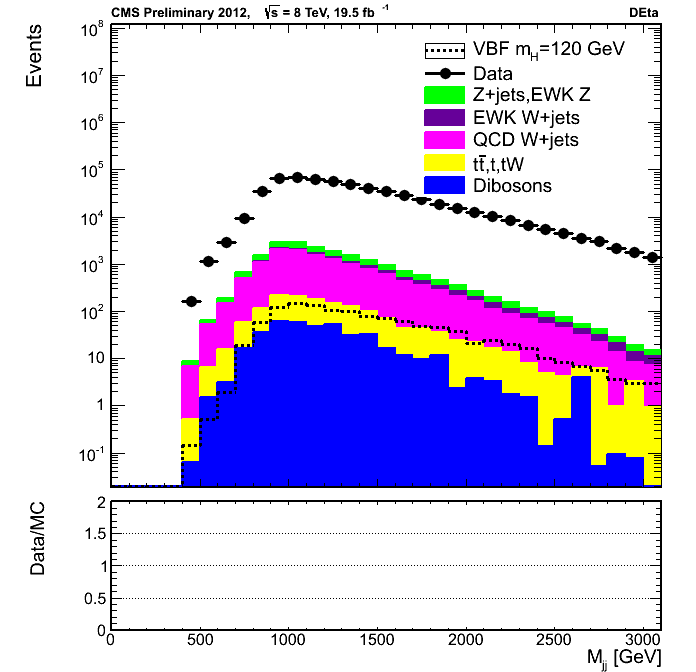 CMS Preliminary 2012, √s = 8 TeV, 19.5 fb⁻¹ DEta
Events
10⁸
10⁷
10⁶
10⁵
10⁴
10³
10²
10
1
10⁻¹
VBF m_H=120 GeV
Data
Z+jets,EWK Z
EWK W+jets
QCD W+jets
tt̄,t,tW
Dibosons
Data/MC
2
1.5
1
0.5
0
0 500 1000 1500 2000 2500 3000
M_jj [GeV]